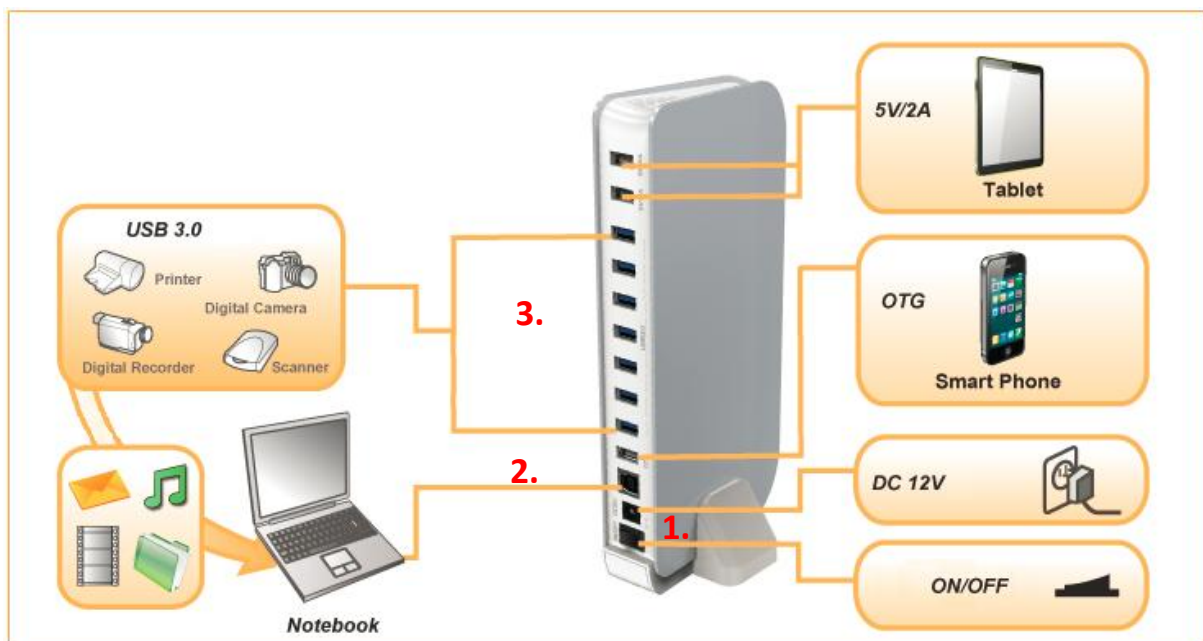 5V/2A
Tablet
USB 3.0
Printer
Digital Camera
Digital Recorder
Scanner
3.
OTG
Smart Phone
2.
DC 12V
1.
ON/OFF
Notebook